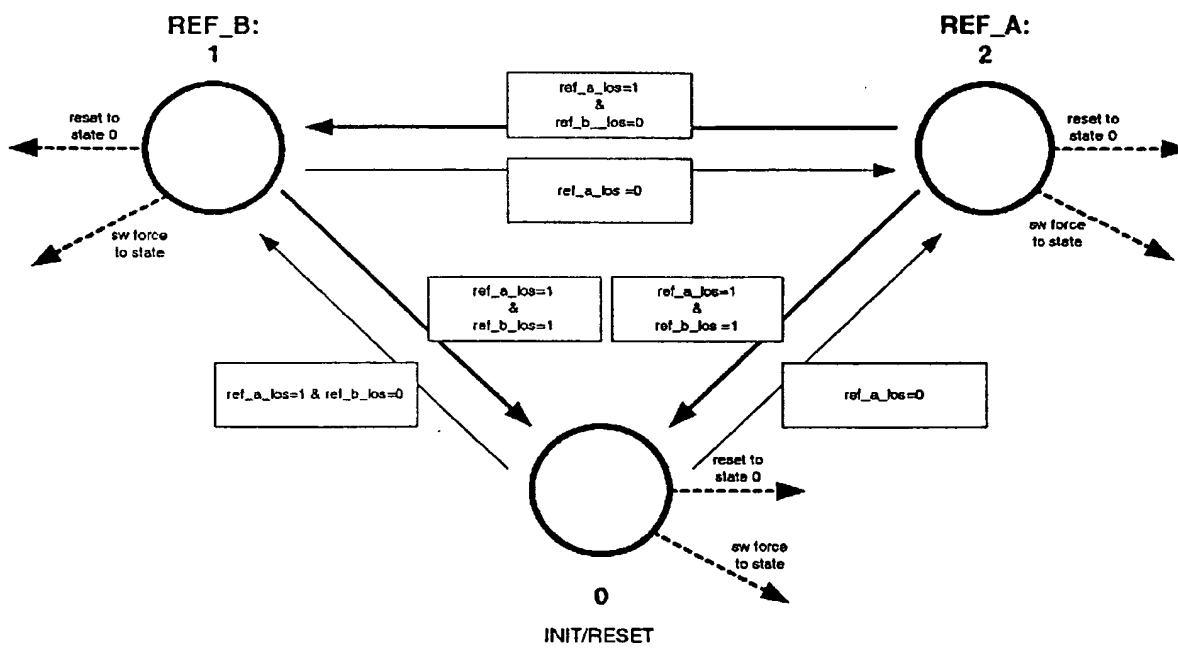 REF_B:
1
REF_A:
2
ref_a_los=1
&
ref_b_los=0
ref_a_los =0
reset to
state 0
sw force
to state
reset to
state 0
sw force
to state
ref_a_los=1
&
ref_b_los=1
ref_a_los=1
&
ref_b_los =1
ref_a_los=1 & ref_b_los=0
ref_a_los=0
reset to
state 0
sw force
to state
0
INIT/RESET